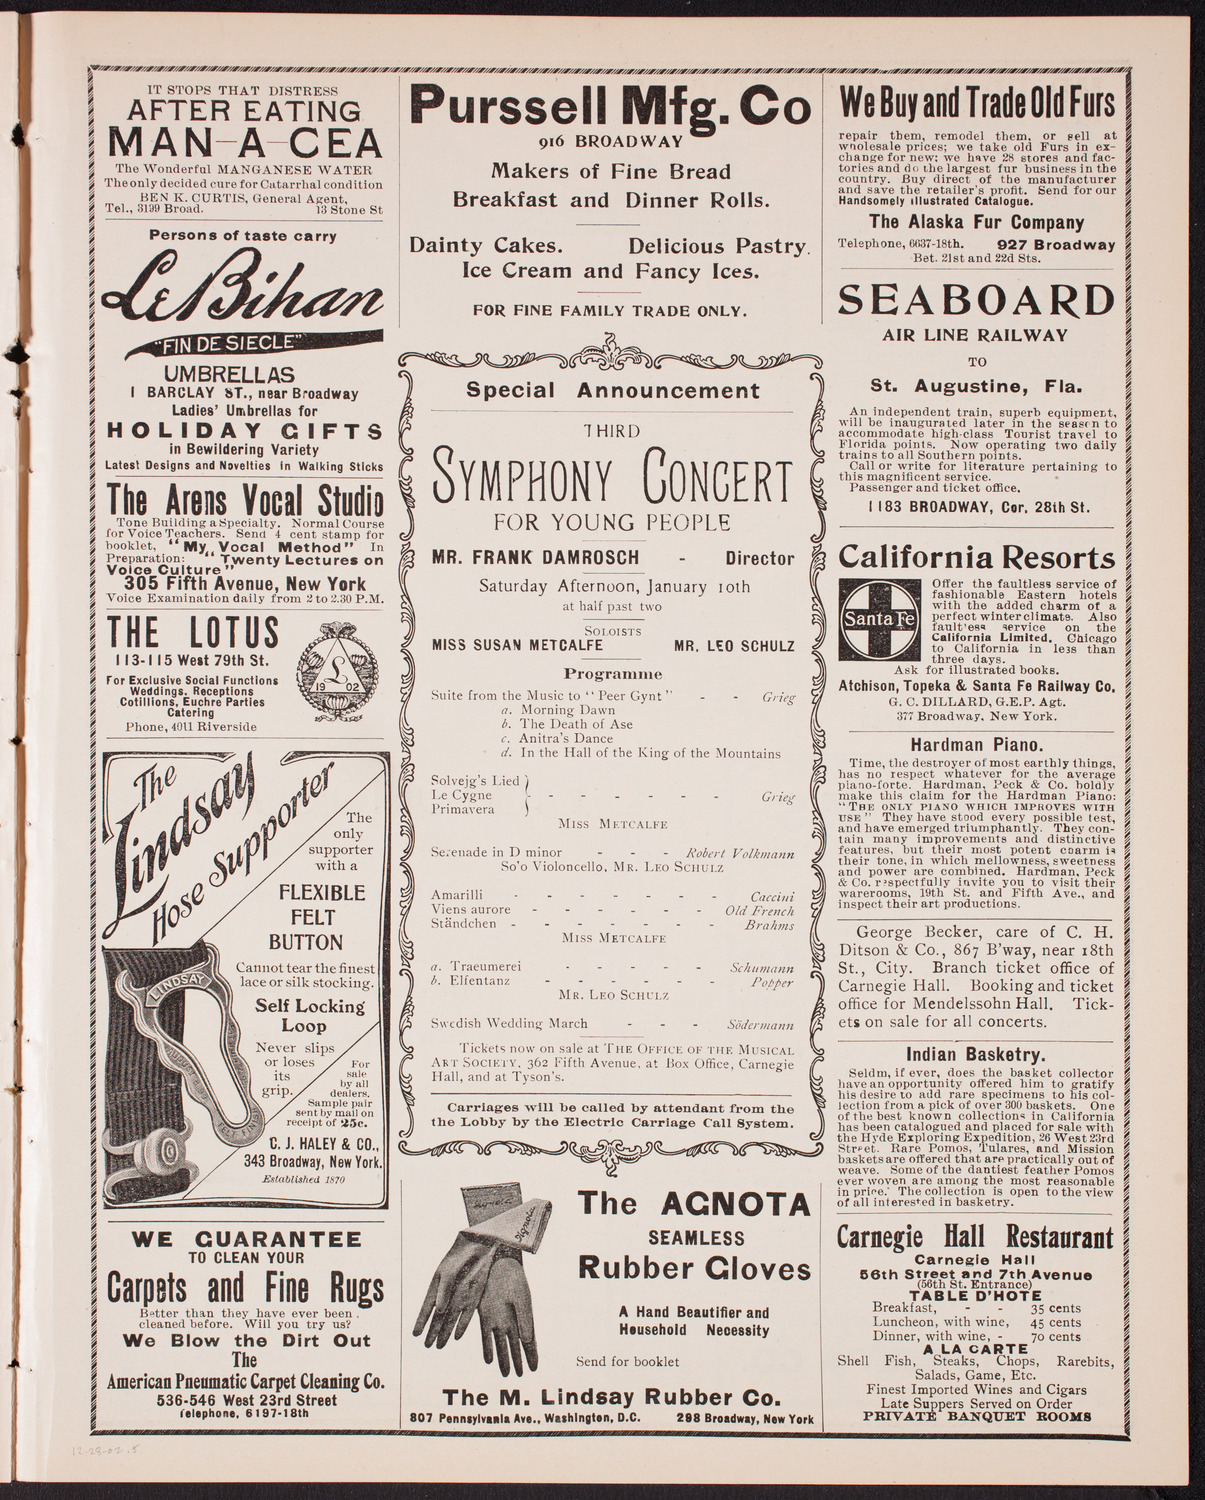 IT STOPS THAT DISTRESS
AFTER EATING
MAN-A-CEA
The Wonderful MANGANESE WATER
The only decided cure for Catarrhal condition
BEN K. CURTIS, General Agent,
Tel., 3199 Broad. 13 Stone St
Persons of taste carry
Le Bihan
"FIN DE SIECLE"
UMBRELLAS
1 BARCLAY ST., near Broadway
Ladies' Umbrellas for
HOLIDAY GIFTS
in Bewildering Variety
Latest Designs and Novelties in Walking Sticks
The Arens Vocal Studio
Tone Building a Specialty. Normal Course
for Voice Teachers. Send 4 cent stamp for
booklet, "My Vocal Method" In
Preparation: "Twenty Lectures on
Voice Culture"
305 Fifth Avenue, New York
Voice Examination daily from 2 to 2.30 P.M.
THE LOTUS
113-115 West 79th St.
For Exclusive Social Functions
Weddings, Receptions
Cotillions, Euchre Parties
Catering
Phone, 4011 Riverside
L
1902
The
Lindsay
Hose Supporter
The
only
supporter
with a
FLEXIBLE
FELT
BUTTON
Cannot tear the finest
lace or silk stocking.
Self Locking
Loop
Never slips
or loses
its
grip.
For
sale
by all
dealers.
Sample pair
sent by mail on
receipt of 25c.
C. J. HALEY & CO.,
343 Broadway, New York.
Established 1870
LINDSAY
WE GUARANTEE
TO CLEAN YOUR
Carpets and Fine Rugs
Better than they have ever been
cleaned before. Will you try us?
We Blow the Dirt Out
The
American Pneumatic Carpet Cleaning Co.
536-546 West 23rd Street
Telephone, 6197-18th
Purssell Mfg. Co
916 BROADWAY
Makers of Fine Bread
Breakfast and Dinner Rolls.
Dainty Cakes. Delicious Pastry.
Ice Cream and Fancy Ices.
FOR FINE FAMILY TRADE ONLY.
Special Announcement
THIRD
SYMPHONY CONCERT
FOR YOUNG PEOPLE
MR. FRANK DAMROSCH - Director
Saturday Afternoon, January 10th
at half past two
SOLOISTS
MISS SUSAN METCALFE MR. LEO SCHULZ
Programme
Suite from the Music to "Peer Gynt" - - Grieg
a. Morning Dawn
b. The Death of Ase
c. Anitra's Dance
d. In the Hall of the King of the Mountains
Solvejg's Lied
Le Cygne - - - - - - Grieg
Primavera
MISS METCALFE
Serenade in D minor - - - Robert Volkmann
So'o Violoncello, MR. LEO SCHULZ
Amarilli - - - - - - - Caccini
Viens aurore - - - - - - - Old French
Ständchen - - - - - - - Brahms
MISS METCALFE
a. Traeumerei - - - - - Schumann
b. Elfentanz - - - - - - Popper
MR. LEO SCHULZ
Swedish Wedding March - - - Södermann
Tickets now on sale at THE OFFICE OF THE MUSICAL
ART SOCIETY, 362 Fifth Avenue, at Box Office, Carnegie
Hall, and at Tyson's.
Carriages will be called by attendant from the
the Lobby by the Electric Carriage Call System.
Agnota
The AGNOTA
SEAMLESS
Rubber Gloves
A Hand Beautifier and
Household Necessity
Send for booklet
The M. Lindsay Rubber Co.
807 Pennsylvania Ave., Washington, D.C. 298 Broadway, New York
We Buy and Trade Old Furs
repair them, remodel them, or sell at
wholesale prices; we take old Furs in ex-
change for new; we have 28 stores and fac-
tories and do the largest fur business in the
country. Buy direct of the manufacturer
and save the retailer's profit. Send for our
Handsomely illustrated Catalogue.
The Alaska Fur Company
Telephone, 6637-18th. 927 Broadway
Bet. 21st and 22d Sts.
SEABOARD
AIR LINE RAILWAY
TO
St. Augustine, Fla.
An independent train, superb equipment,
will be inaugurated later in the season to
accommodate high-class Tourist travel to
Florida points. Now operating two daily
trains to all Southern points.
Call or write for literature pertaining to
this magnificent service.
Passenger and ticket office,
1183 BROADWAY, Cor. 28th St.
California Resorts
Santa Fe
Offer the faultless service of
fashionable Eastern hotels
with the added charm of a
perfect winter climate. Also
faultless service on the
California Limited, Chicago
to California in less than
three days.
Ask for illustrated books.
Atchison, Topeka & Santa Fe Railway Co.
G. C. DILLARD, G.E.P. Agt.
377 Broadway, New York.
Hardman Piano.
Time, the destroyer of most earthly things,
has no respect whatever for the average
piano-forte. Hardman, Peck & Co. boldly
make this claim for the Hardman Piano:
"THE ONLY PIANO WHICH IMPROVES WITH
USE" They have stood every possible test,
and have emerged triumphantly. They con-
tain many improvements and distinctive
features, but their most potent charm is
their tone, in which mellowness, sweetness
and power are combined. Hardman, Peck
& Co. respectfully invite you to visit their
warerooms, 19th St. and Fifth Ave., and
inspect their art productions.
George Becker, care of C. H.
Ditson & Co., 867 B'way, near 18th
St., City. Branch ticket office of
Carnegie Hall. Booking and ticket
office for Mendelssohn Hall. Tick-
ets on sale for all concerts.
Indian Basketry.
Seldm, if ever, does the basket collector
have an opportunity offered him to gratify
his desire to add rare specimens to his col-
lection from a pick of over 300 baskets. One
of the best known collections in California
has been catalogued and placed for sale with
the Hyde Exploring Expedition, 26 West 23rd
Street. Rare Pomos, Tulares, and Mission
baskets are offered that are practically out of
weave. Some of the dantiest feather Pomos
ever woven are among the most reasonable
in price. The collection is open to the view
of all interested in basketry.
Carnegie Hall Restaurant
Carnegie Hall
56th Street and 7th Avenue
(56th St. Entrance)
TABLE D'HOTE
Breakfast, - - 35 cents
Luncheon, with wine, 45 cents
Dinner, with wine, - 70 cents
A LA CARTE
Shell Fish, Steaks, Chops, Rarebits,
Salads, Game, Etc.
Finest Imported Wines and Cigars
Late Suppers Served on Order
PRIVATE BANQUET ROOMS
12-28-02.5